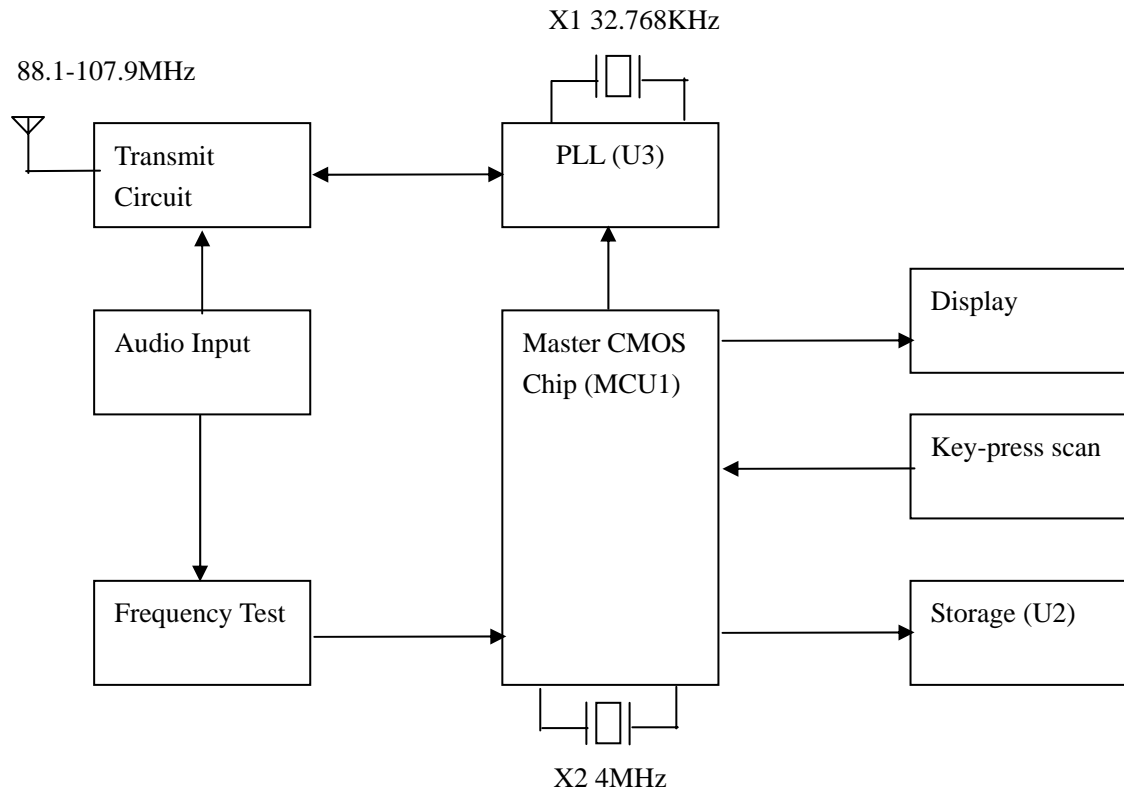 X1 32.768KHz
88.1-107.9MHz
Transmit
Circuit
PLL (U3)
Display
Audio Input
Master CMOS
Chip (MCU1)
Key-press scan
Frequency Test
Storage (U2)
X2 4MHz